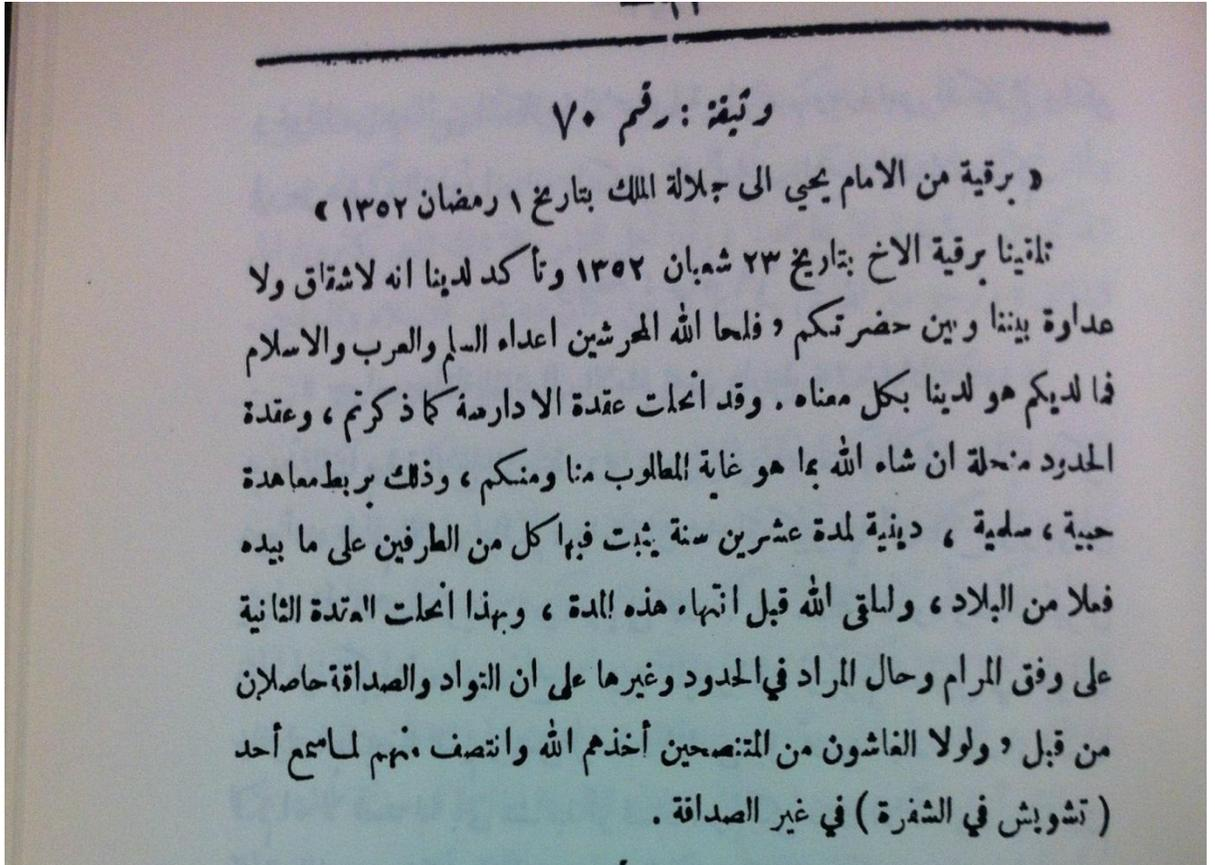 وثيقة : رقم ٧٠
« برقية من الامام يحيي الى جلالة الملك بتاريخ ١ رمضان ١٣٥٢ »
تلقينا برقية الاخ بتاريخ ٢٣ شعبان ١٣٥٢ وتأكد لدينا انه لاشقاق ولا
عداوة بيننا وبين حضرتكم ، فلحا الله المحرشين اعداء السلم والعرب والاسلام
فما لديكم هو لدينا بكل معناه . وقد انحلت عقدة الادارسة كما ذكرتم ، وعقدة
الحدود منحلة ان شاء الله بما هو غاية المطلوب منا ومنكم ، وذلك بربط معاهدة
حبية ، سلمية ، دينية لمدة عشرين سنة يثبت فيها كل من الطرفين على ما بيده
فعلا من البلاد ، ولنلقى الله قبل انتهاء هذه المدة ، وبهذا انحلت العقدة الثانية
على وفق المرام وحال المراد في الحدود وغيرها على ان التواد والصداقة حاصلان
من قبل ، ولولا الغاشون من المتنصحين أخذهم الله وانتصف منهم لما سمع أحد
( تشويش في الشفرة ) في غير الصداقة .